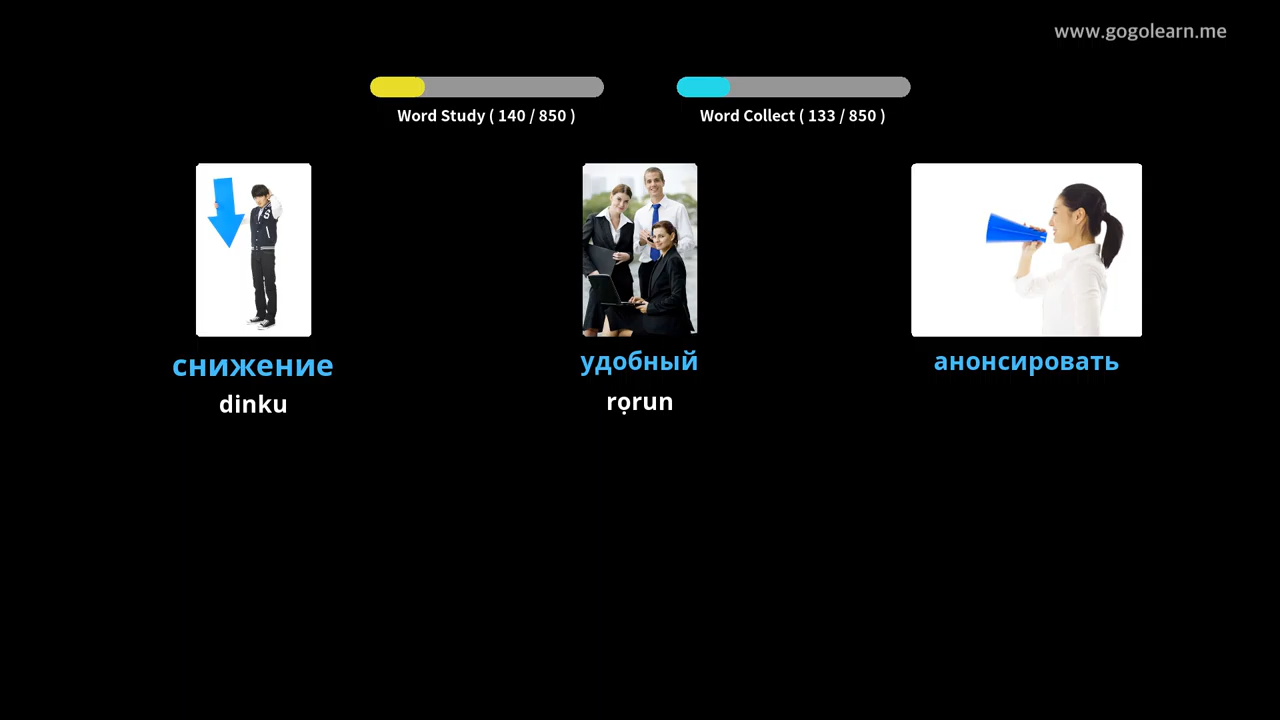 www.gogolearn.me
Word Study ( 140 / 850 )
Word Collect ( 133 / 850 )
снижение
dinku
удобный
rọrun
анонсировать